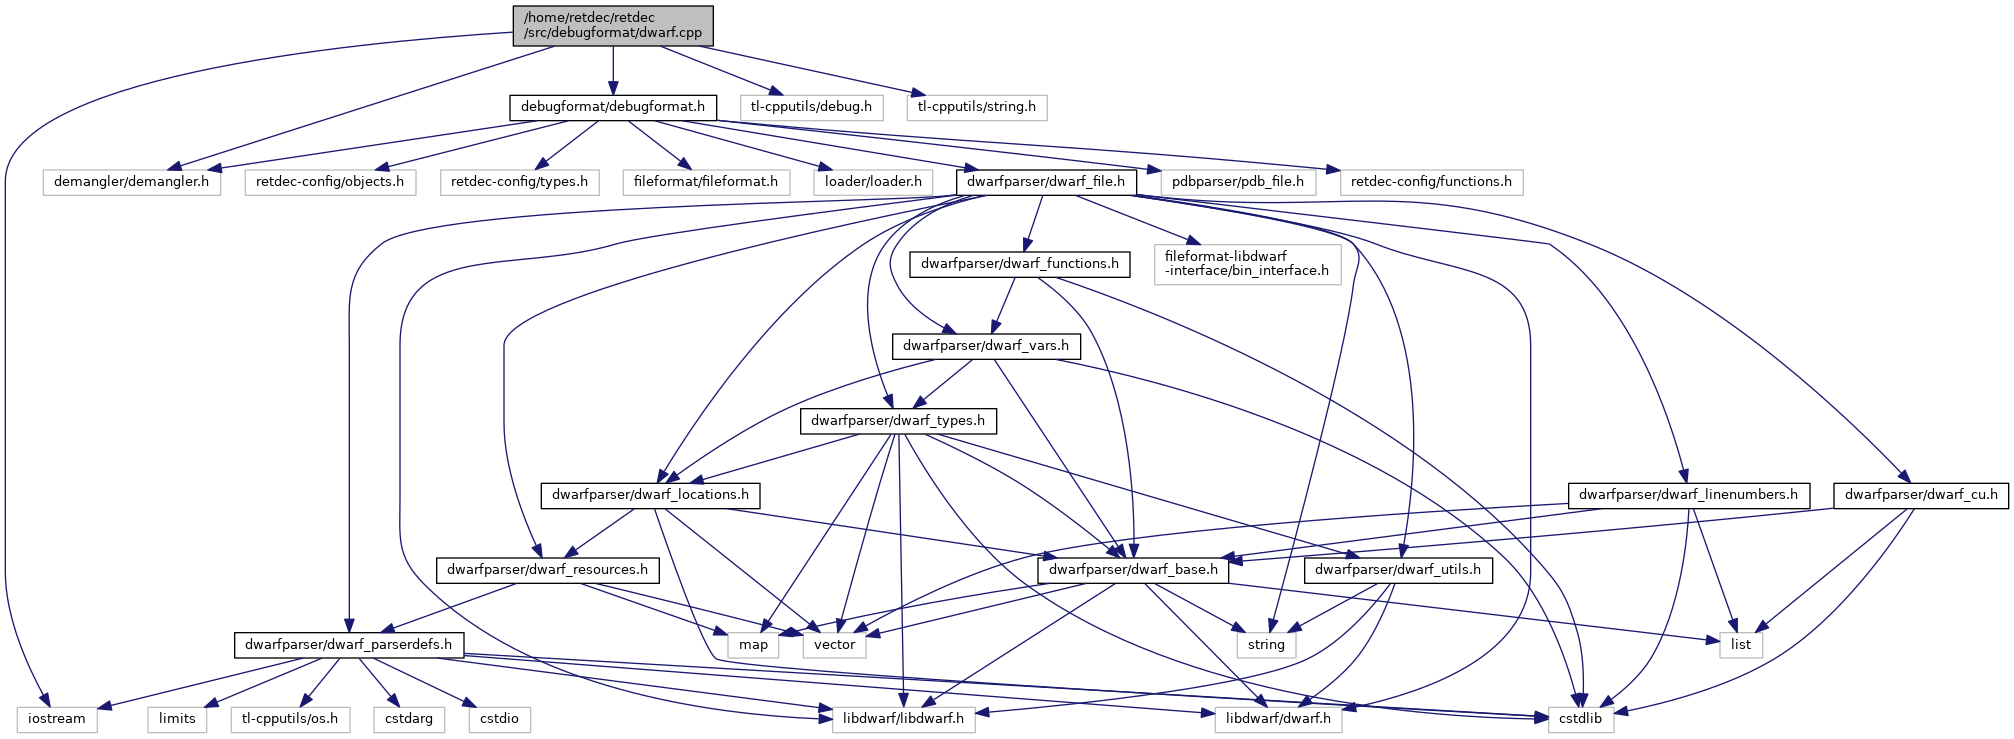 /home/retdec/retdec
/src/debugformat/dwarf.cpp
debugformat/debugformat.h
tl-cpputils/debug.h
tl-cpputils/string.h
demangler/demangler.h
retdec-config/objects.h
retdec-config/types.h
fileformat/fileformat.h
loader/loader.h
dwarfparser/dwarf_file.h
pdbparser/pdb_file.h
retdec-config/functions.h
dwarfparser/dwarf_functions.h
fileformat-libdwarf
-interface/bin_interface.h
dwarfparser/dwarf_vars.h
dwarfparser/dwarf_types.h
dwarfparser/dwarf_locations.h
dwarfparser/dwarf_linenumbers.h
dwarfparser/dwarf_cu.h
dwarfparser/dwarf_resources.h
dwarfparser/dwarf_base.h
dwarfparser/dwarf_utils.h
dwarfparser/dwarf_parserdefs.h
map
vector
string
list
iostream
limits
tl-cpputils/os.h
cstdarg
cstdio
libdwarf/libdwarf.h
libdwarf/dwarf.h
cstdlib